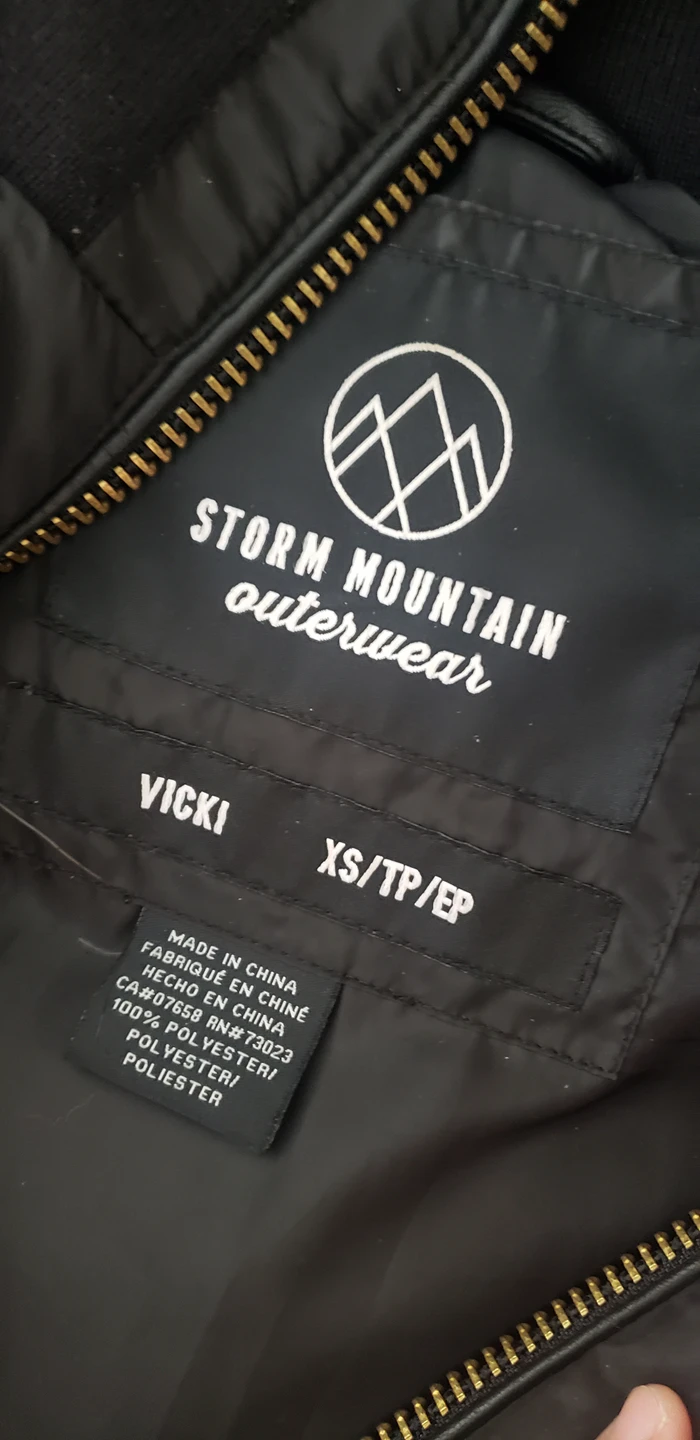 STORM MOUNTAIN
outerwear
VICKI XS/TP/EP
MADE IN CHINA
FABRIQUÉ EN CHINÉ
HECHO EN CHINA
CA#07658 RN#73023
100% POLYESTER/
POLYESTER/
POLIESTER